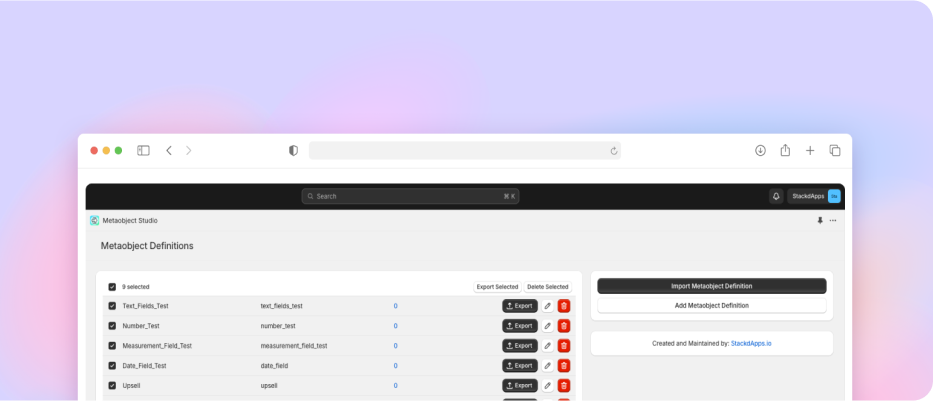 Search ⌘ K
StackdApps
Metaobject Studio
Metaobject Definitions
9 selected Export Selected Delete Selected
Text_Fields_Test text_fields_test 0 Export
Number_Test number_test 0 Export
Measurement_Field_Test measurement_field_test 0 Export
Date_Field_Test date_field 0 Export
Upsell upsell 0 Export
Import Metaobject Definition
Add Metaobject Definition
Created and Maintained by: StackdApps.io